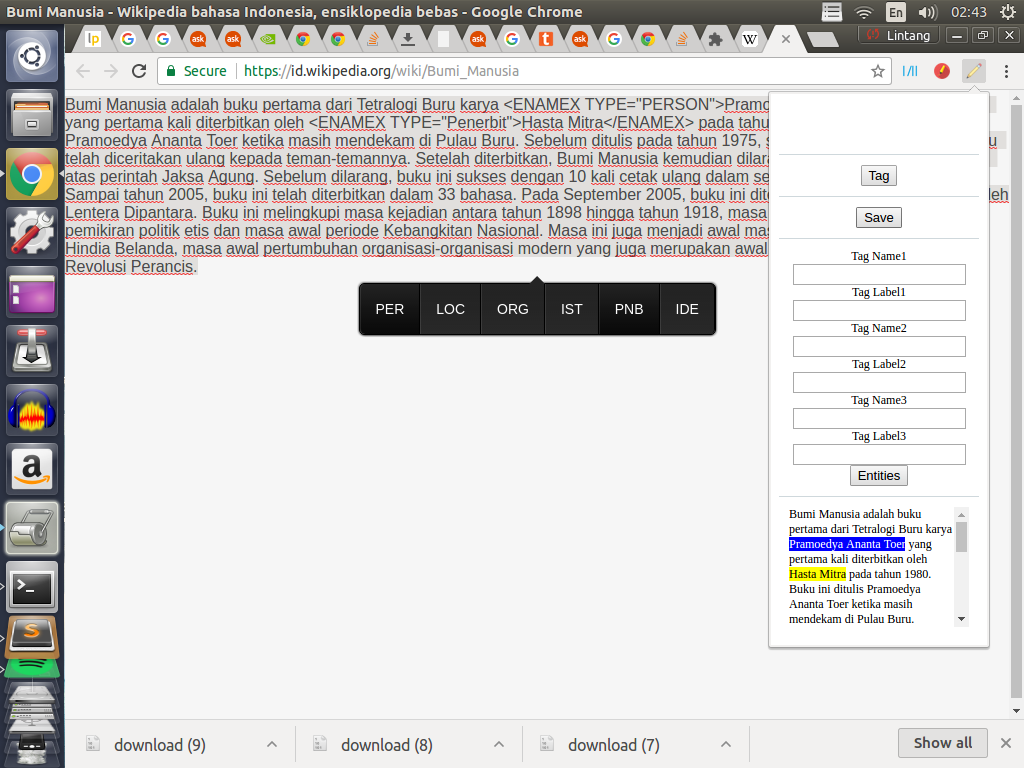 Bumi Manusia - Wikipedia bahasa Indonesia, ensiklopedia bebas - Google Chrome
En
02:43
lp
ask
ask
ask
t
ask
W
Lintang
Secure
https://id.wikipedia.org/wiki/Bumi_Manusia
I/II
Bumi Manusia adalah buku pertama dari Tetralogi Buru karya <ENAMEX TYPE="PERSON">Pramo
yang pertama kali diterbitkan oleh <ENAMEX TYPE="Penerbit">Hasta Mitra</ENAMEX> pada tahu
Pramoedya Ananta Toer ketika masih mendekam di Pulau Buru. Sebelum ditulis pada tahun 1975, s u
telah diceritakan ulang kepada teman-temannya. Setelah diterbitkan, Bumi Manusia kemudian dilara
atas perintah Jaksa Agung. Sebelum dilarang, buku ini sukses dengan 10 kali cetak ulang dalam se
Sampai tahun 2005, buku ini telah diterbitkan dalam 33 bahasa. Pada September 2005, buku ini dit leh
Lentera Dipantara. Buku ini melingkupi masa kejadian antara tahun 1898 hingga tahun 1918, masa
pemikiran politik etis dan masa awal periode Kebangkitan Nasional. Masa ini juga menjadi awal mas
Hindia Belanda, masa awal pertumbuhan organisasi-organisasi modern yang juga merupakan awal
Revolusi Perancis.
PER LOC ORG IST PNB IDE
Tag
Save
Tag Name1
Tag Label1
Tag Name2
Tag Label2
Tag Name3
Tag Label3
Entities
Bumi Manusia adalah buku
pertama dari Tetralogi Buru karya
Pramoedya Ananta Toer yang
pertama kali diterbitkan oleh
Hasta Mitra pada tahun 1980.
Buku ini ditulis Pramoedya
Ananta Toer ketika masih
mendekam di Pulau Buru.
download (9)
download (8)
download (7)
Show all